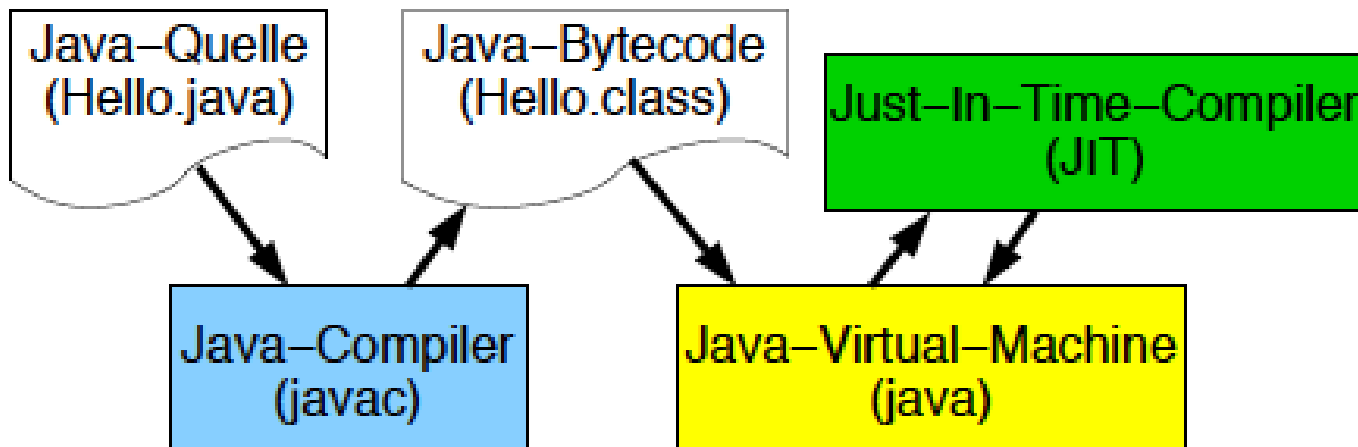 Java–Quelle
(Hello.java)
Java–Bytecode
(Hello.class)
Just–In–Time–Compiler
(JIT)
Java–Compiler
(javac)
Java–Virtual–Machine
(java)